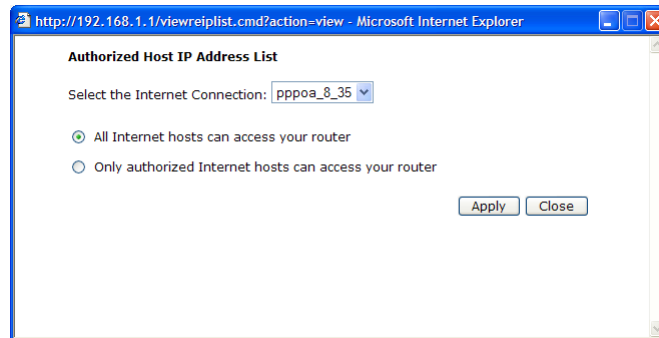 http://192.168.1.1/viewreiplist.cmd?action=view - Microsoft Internet Explorer
Authorized Host IP Address List
Select the Internet Connection: pppoa_8_35
All Internet hosts can access your router
Only authorized Internet hosts can access your router
Apply Close